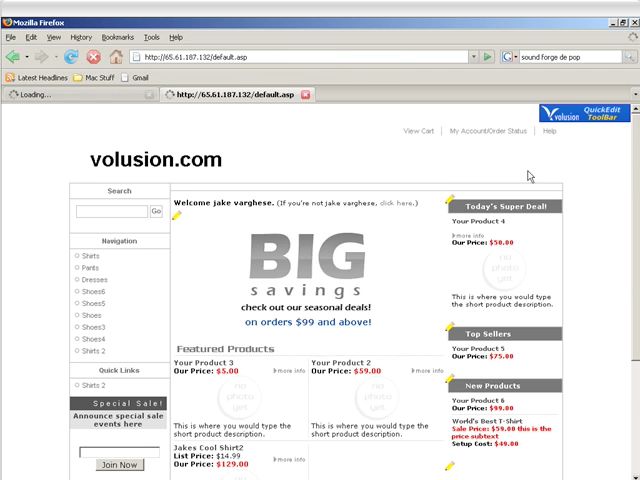 Mozilla Firefox
File Edit View History Bookmarks Tools Help
http://65.61.187.132/default.asp
sound forge de pop
Latest Headlines Mac Stuff Gmail
Loading...
http://65.61.187.132/default.asp
volusion QuickEdit ToolBar
View Cart My Account/Order Status Help
volusion.com
Search
Go
Navigation
Shirts
Pants
Dresses
Shoes6
Shoes5
Shoes
Shoes3
Shoes4
Shirts 2
Quick Links
Shirts 2
Special Sale!
Announce special sale
events here
Join Now
Welcome jake varghese. (If you're not jake varghese, click here.)
BIG
savings
check out our seasonal deals!
on orders $99 and above!
Featured Products
Your Product 3
Our Price: $5.00
more info
no
photo
yet
This is where you would type
the short product description.
Your Product 2
Our Price: $59.00
more info
no
photo
yet
This is where you would type
the short product description.
Jakes Cool Shirt2
List Price: $14.99
Our Price: $129.00
more info
Today's Super Deal!
Your Product 4
more info
Our Price: $50.00
no
photo
yet
This is where you would type
the short product description.
Top Sellers
Your Product 5
Our Price: $75.00
New Products
Your Product 6
Our Price: $99.00
World's Best T-Shirt
Sale Price: $59.00 this is the
price subtext
Setup Cost: $49.00